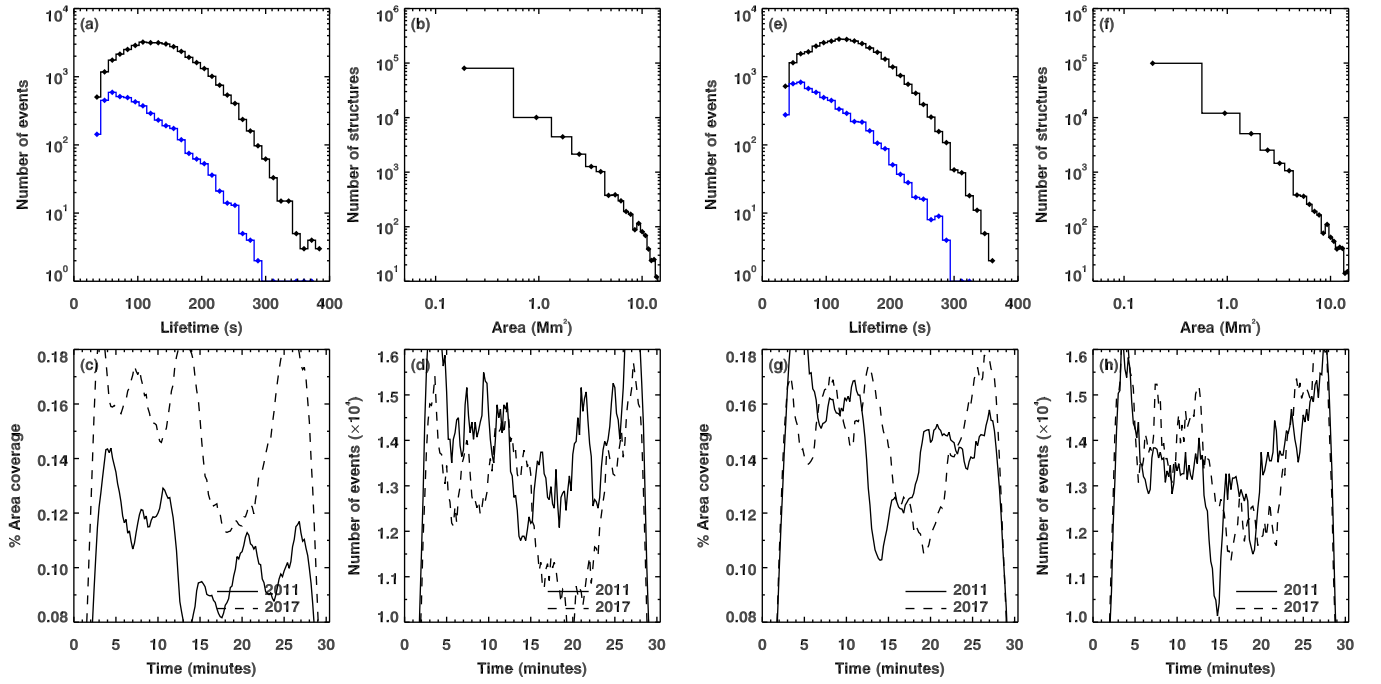 (a)
10⁴
10³
10²
10¹
10⁰
Number of events
0 100 200 300 400
Lifetime (s)
(b)
10⁶
10⁵
10⁴
10³
10²
10¹
Number of structures
0.1 1.0 10.0
Area (Mm²)
(e)
10⁴
10³
10²
10¹
10⁰
Number of events
0 100 200 300 400
Lifetime (s)
(f)
10⁶
10⁵
10⁴
10³
10²
10¹
Number of structures
0.1 1.0 10.0
Area (Mm²)
(c)
0.18
0.16
0.14
0.12
0.10
0.08
% Area coverage
2011
2017
0 5 10 15 20 25 30
Time (minutes)
(d)
1.6
1.5
1.4
1.3
1.2
1.1
1.0
Number of events (×10⁴)
2011
2017
0 5 10 15 20 25 30
Time (minutes)
(g)
0.18
0.16
0.14
0.12
0.10
0.08
% Area coverage
2011
2017
0 5 10 15 20 25 30
Time (minutes)
(h)
1.6
1.5
1.4
1.3
1.2
1.1
1.0
Number of events (×10⁴)
2011
2017
0 5 10 15 20 25 30
Time (minutes)